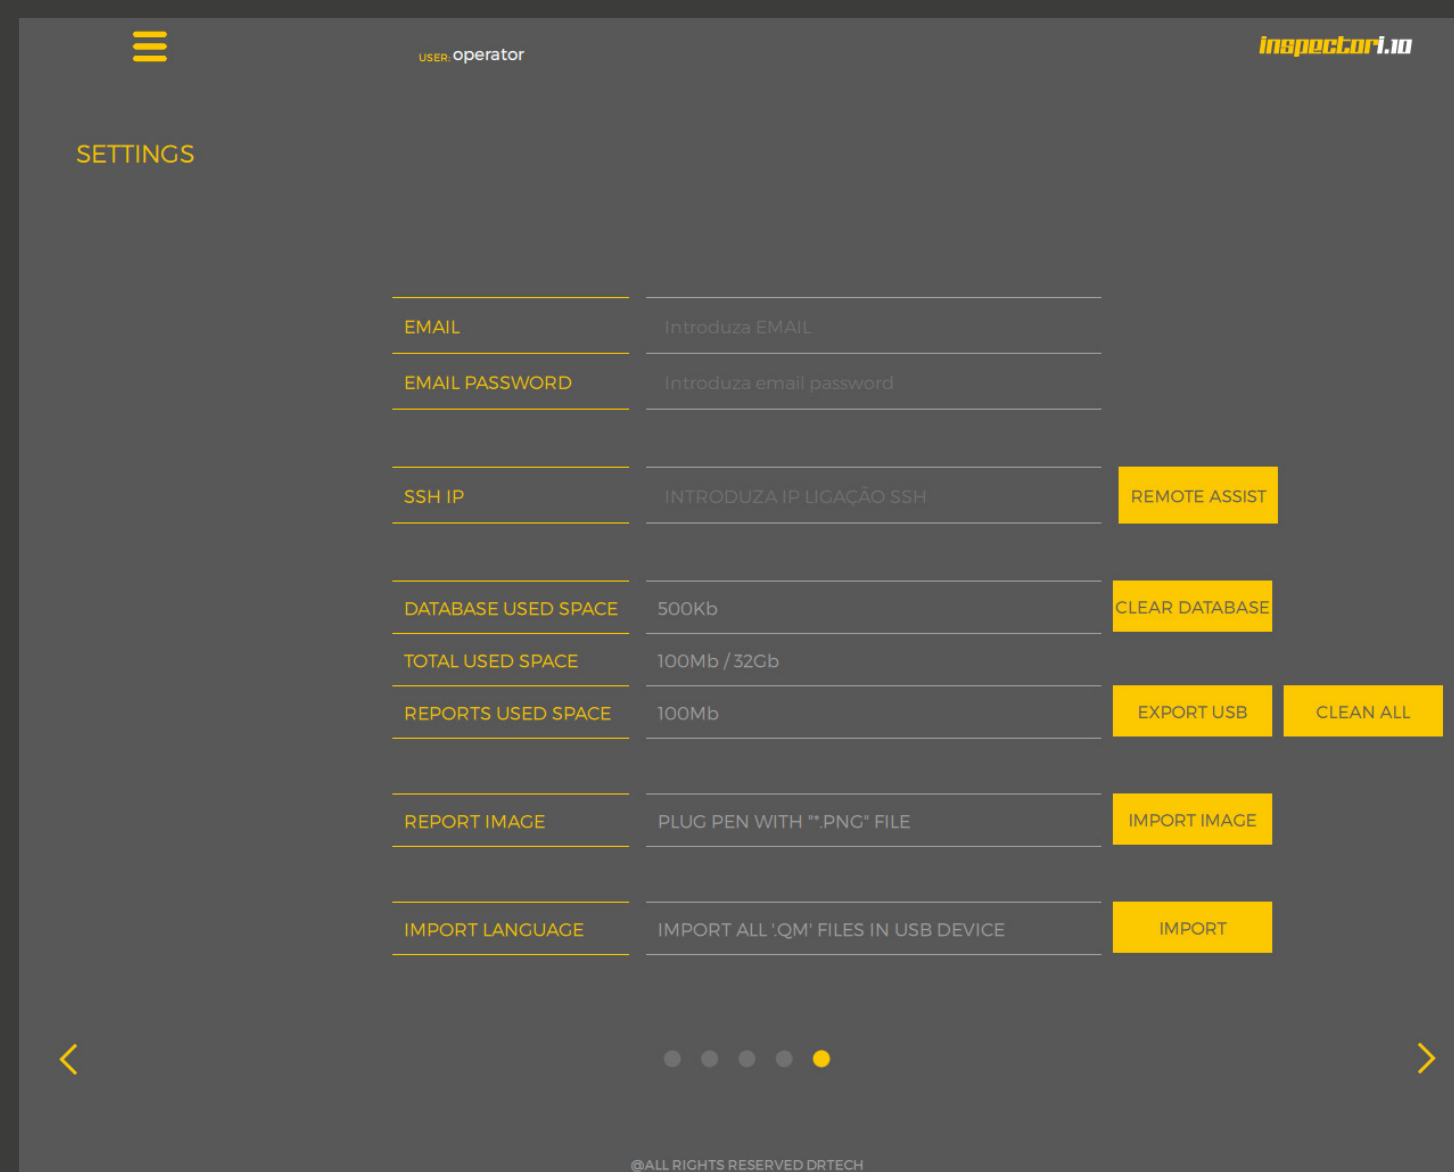 USER: operator
inspectori.10
SETTINGS
EMAIL Introduza EMAIL
EMAIL PASSWORD Introduza email password
SSH IP INTRODUZA IP LIGAÇÃO SSH REMOTE ASSIST
DATABASE USED SPACE 500Kb CLEAR DATABASE
TOTAL USED SPACE 100Mb / 32Gb
REPORTS USED SPACE 100Mb EXPORT USB CLEAN ALL
REPORT IMAGE PLUG PEN WITH "*.PNG" FILE IMPORT IMAGE
IMPORT LANGUAGE IMPORT ALL '.QM' FILES IN USB DEVICE IMPORT
@ALL RIGHTS RESERVED DRTECH